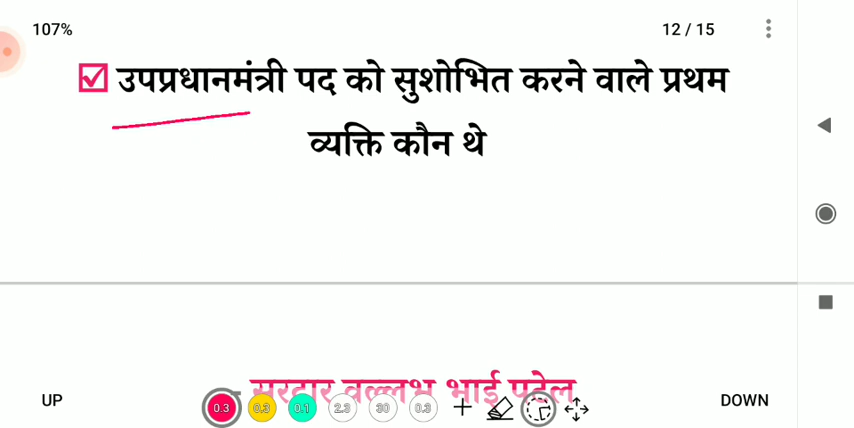 107%
12 / 15
☑ उपप्रधानमंत्री पद को सुशोभित करने वाले प्रथम
व्यक्ति कौन थे
- सरदार वल्लभ भाई पटेल
UP
0.3 0.3 0.1 2.3 30 0.3
DOWN